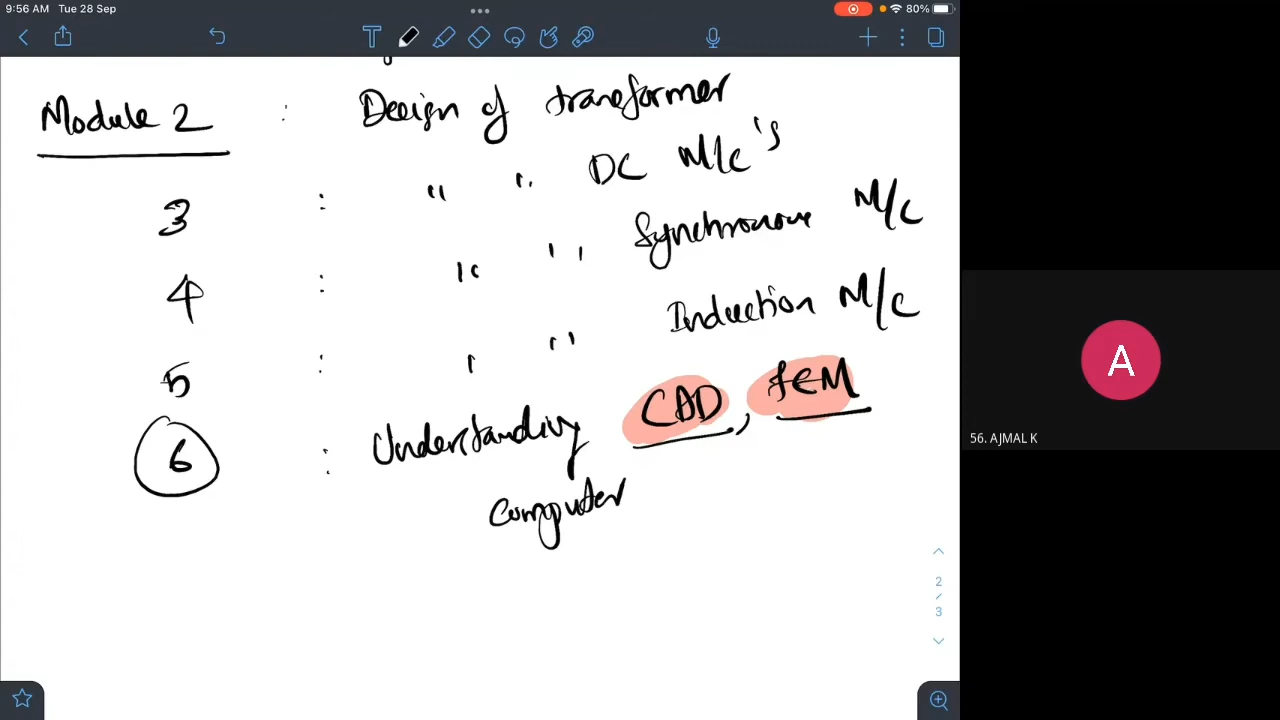 9:56 AM Tue 28 Sep
80%
Module 2 : Design of transformer
3 : " " DC M/C's
4 : " " Synchronous M/C
5 : " " Induction M/C
6 : Understanding CAD, FEM
computer
2
3
A
56. AJMAL K